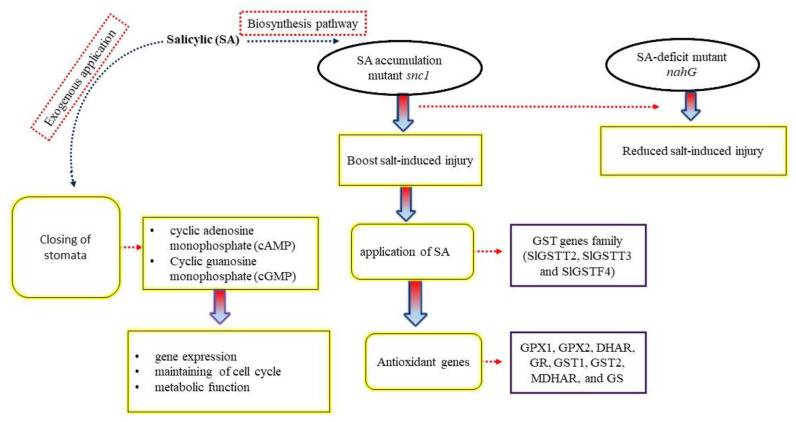 Biosynthesis pathway
Salicylic (SA)
Exogenous application
SA accumulation
mutant snc1
SA-deficit mutant
nahG
Boost salt-induced injury
Reduced salt-induced injury
Closing of
stomata
• cyclic adenosine
monophosphate (cAMP)
• Cyclic guanosine
monophosphate (cGMP)
application of SA
GST genes family
(SlGSTT2, SlGSTT3
and SlGSTF4)
• gene expression
• maintaining of cell cycle
• metabolic function
Antioxidant genes
GPX1, GPX2, DHAR,
GR, GST1, GST2,
MDHAR, and GS